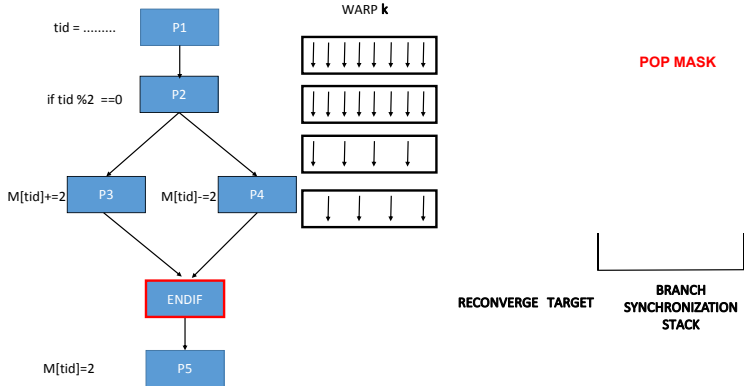 tid = .........
P1
WARP k
POP MASK
if tid %2 ==0
P2
M[tid]+=2
P3
M[tid]-=2
P4
ENDIF
RECONVERGE TARGET
BRANCH
SYNCHRONIZATION
STACK
M[tid]=2
P5